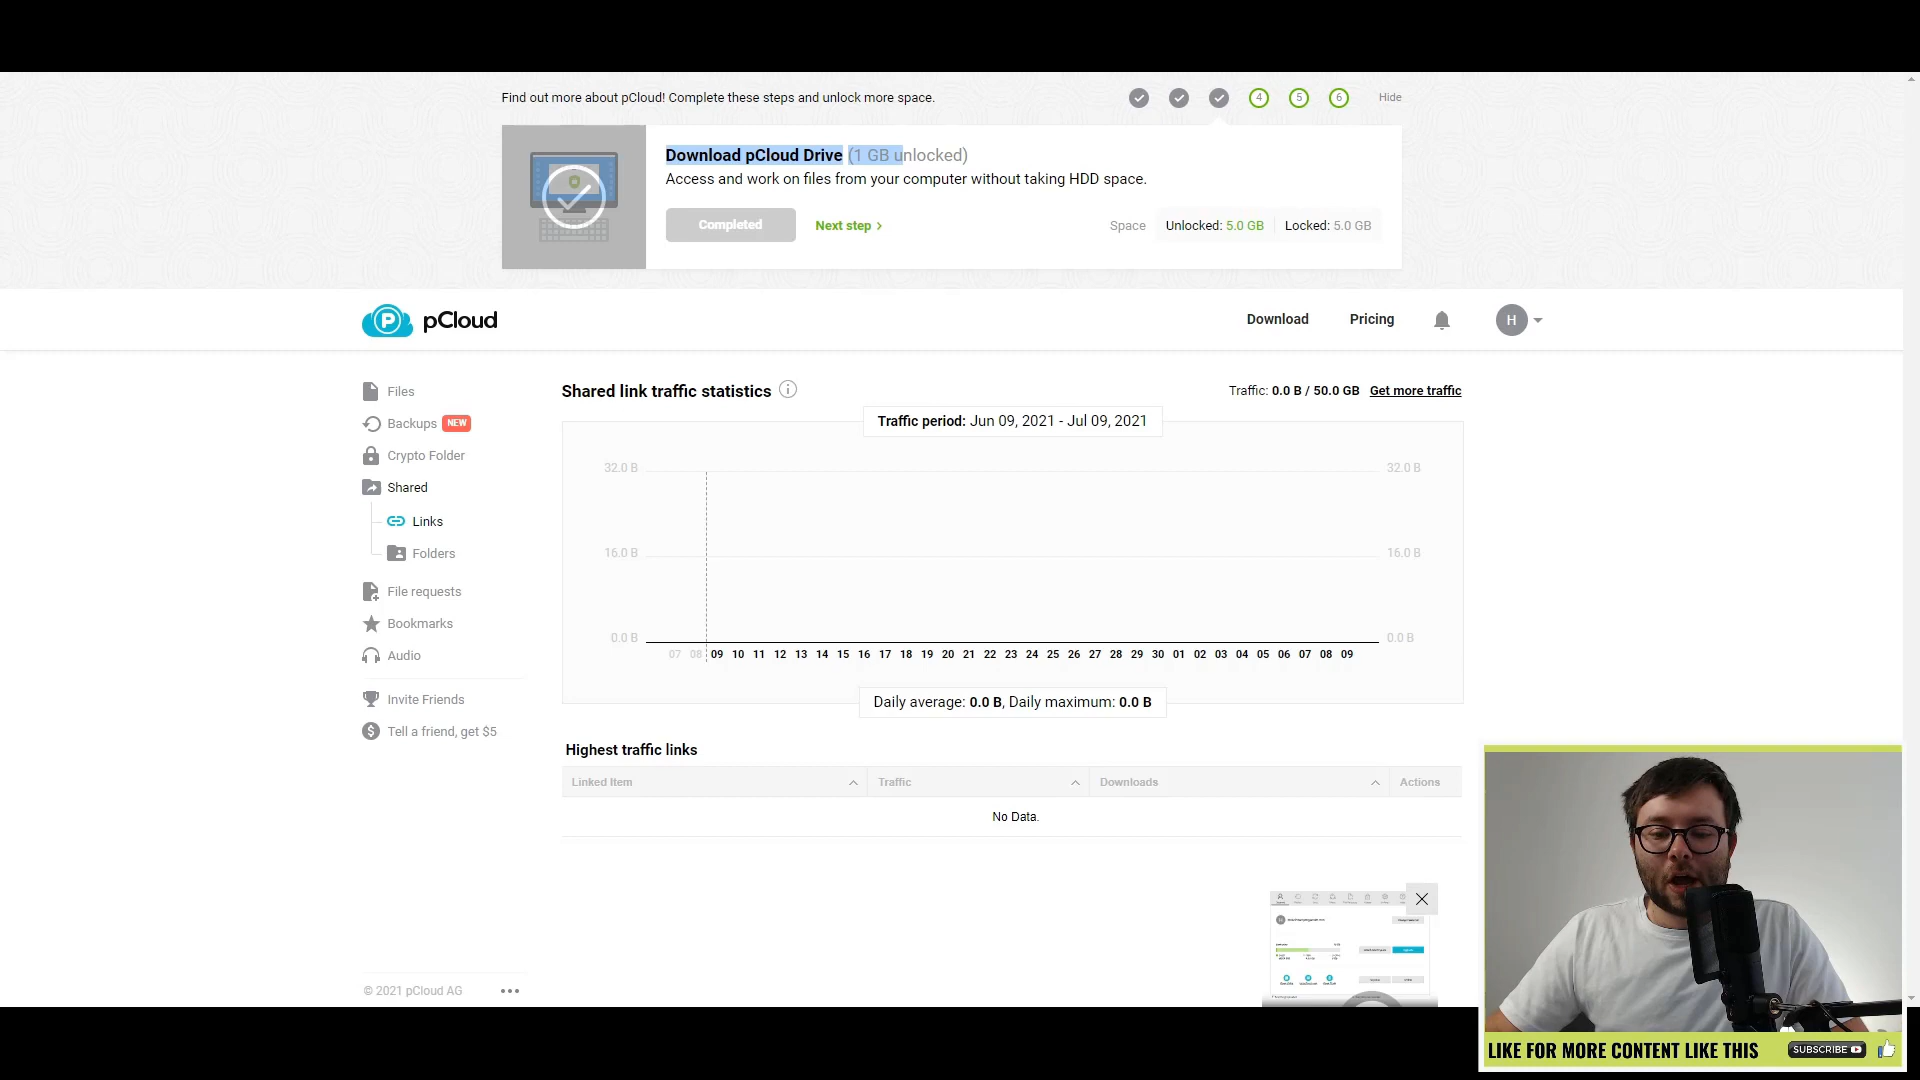 Find out more about pCloud! Complete these steps and unlock more space.
4 5 6 Hide
Download pCloud Drive (1 GB unlocked)
Access and work on files from your computer without taking HDD space.
Completed Next step > Space Unlocked: 5.0 GB Locked: 5.0 GB
P pCloud Download Pricing H
Files
Backups NEW
Crypto Folder
Shared
Links
Folders
File requests
Bookmarks
Audio
Invite Friends
$ Tell a friend, get $5
© 2021 pCloud AG
Shared link traffic statistics i Traffic: 0.0 B / 50.0 GB Get more traffic
Traffic period: Jun 09, 2021 - Jul 09, 2021
32.0 B 32.0 B
16.0 B 16.0 B
0.0 B 0.0 B
07 08 09 10 11 12 13 14 15 16 17 18 19 20 21 22 23 24 25 26 27 28 29 30 01 02 03 04 05 06 07 08 09
Daily average: 0.0 B, Daily maximum: 0.0 B
Highest traffic links
Linked Item Traffic Downloads Actions
No Data.
LIKE FOR MORE CONTENT LIKE THIS SUBSCRIBE